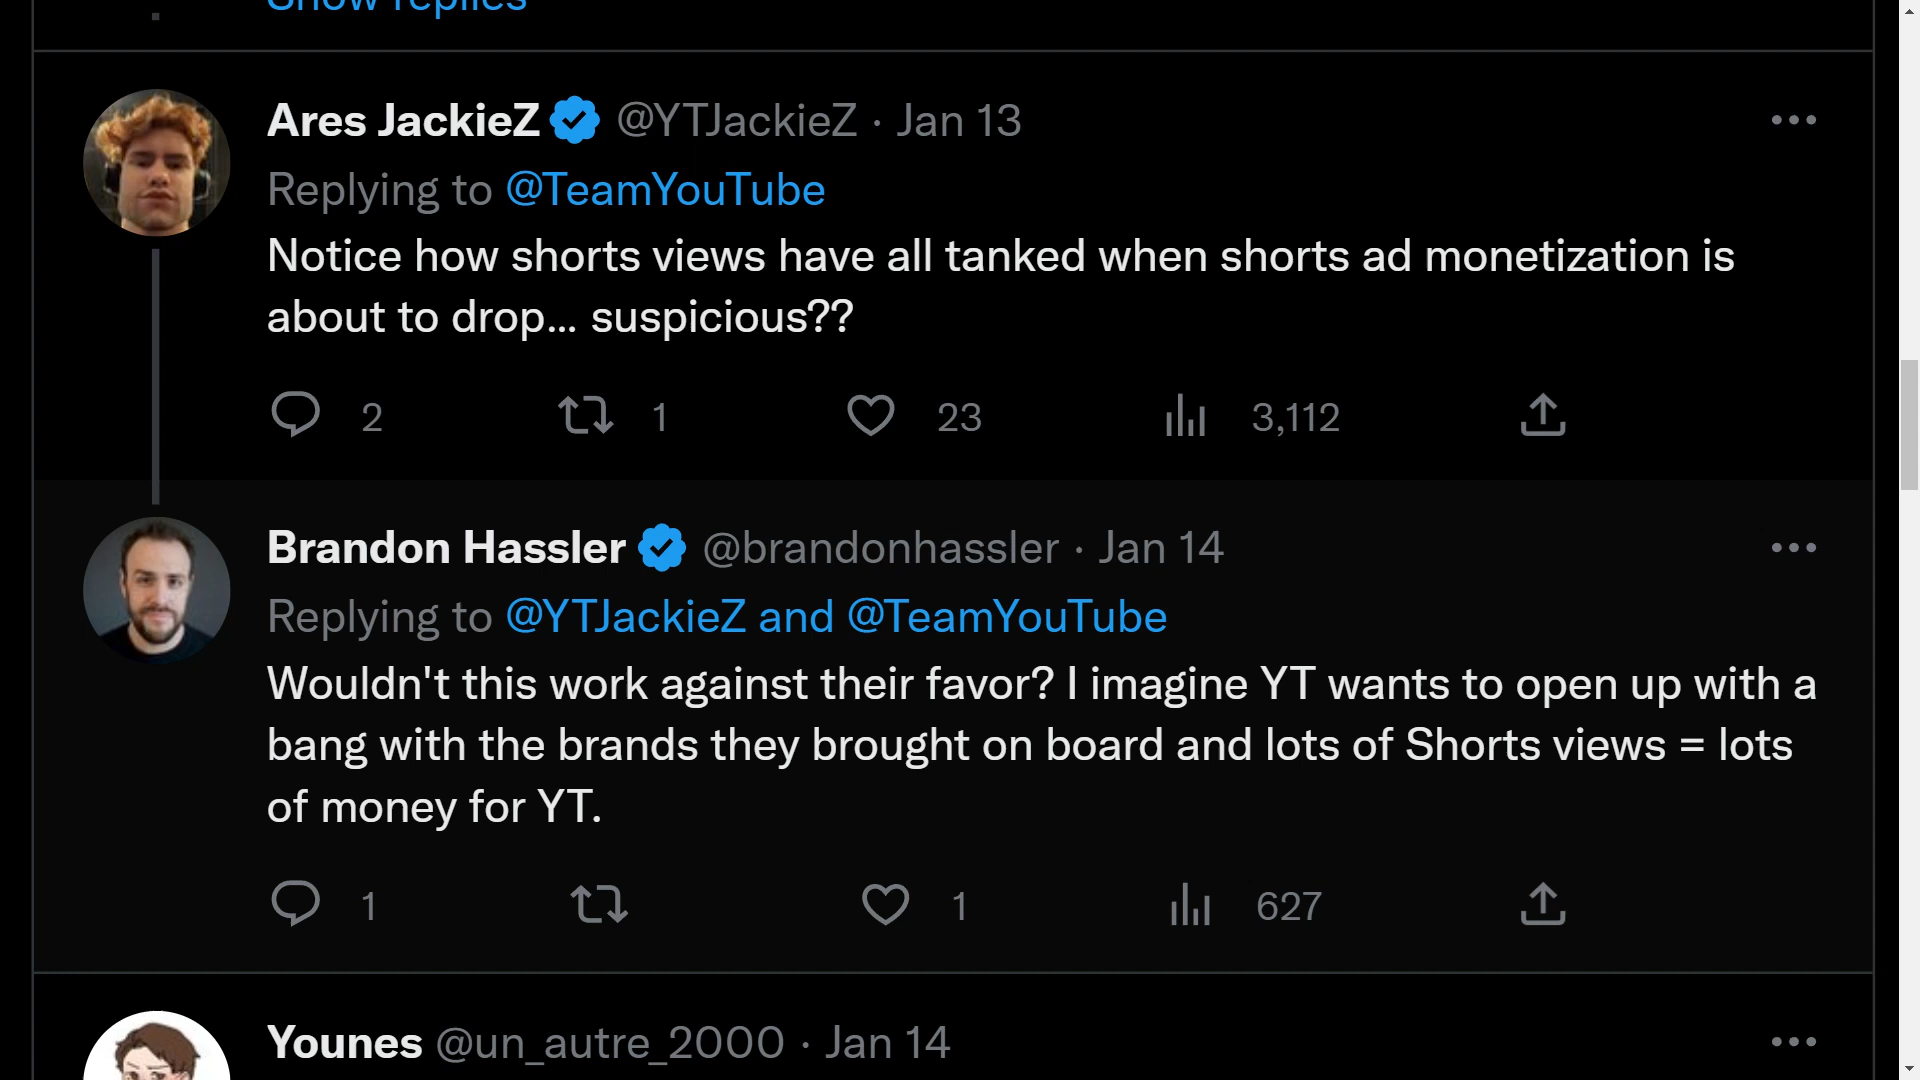 Show replies
Ares JackieZ @YTJackieZ · Jan 13
Replying to @TeamYouTube
Notice how shorts views have all tanked when shorts ad monetization is
about to drop... suspicious??
2 1 23 3,112
Brandon Hassler @brandonhassler · Jan 14
Replying to @YTJackieZ and @TeamYouTube
Wouldn't this work against their favor? I imagine YT wants to open up with a
bang with the brands they brought on board and lots of Shorts views = lots
of money for YT.
1 1 627
Younes @un_autre_2000 · Jan 14